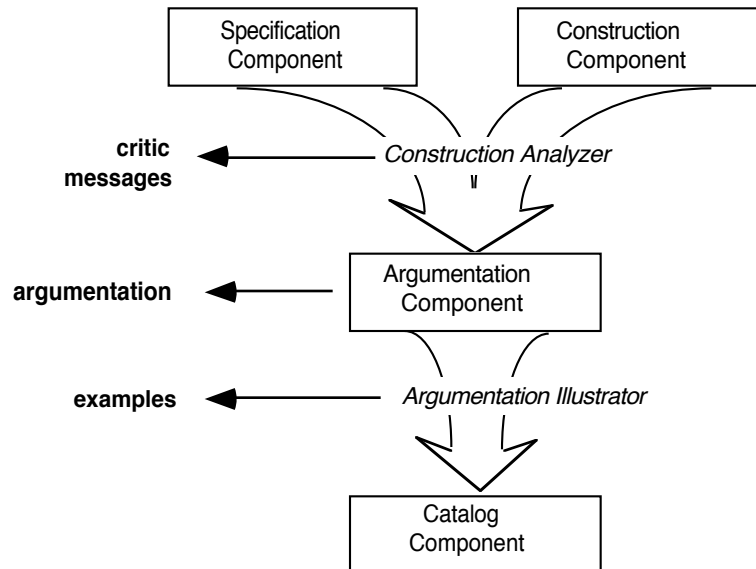 Specification
Component
Construction
Component
critic
messages
Construction Analyzer
argumentation
Argumentation
Component
examples
Argumentation Illustrator
Catalog
Component